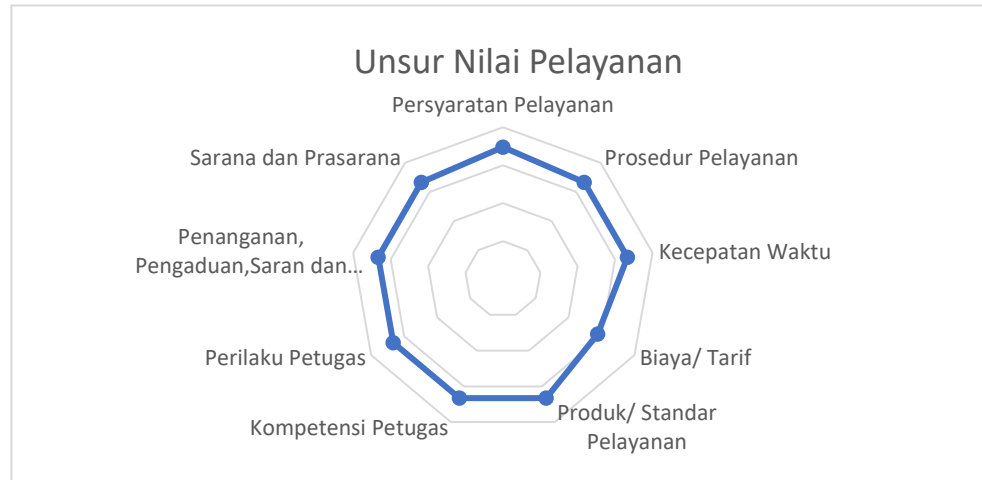 Unsur Nilai Pelayanan
Persyaratan Pelayanan
Prosedur Pelayanan
Kecepatan Waktu
Biaya/ Tarif
Produk/ Standar
Pelayanan
Kompetensi Petugas
Perilaku Petugas
Penanganan,
Pengaduan,Saran dan...
Sarana dan Prasarana